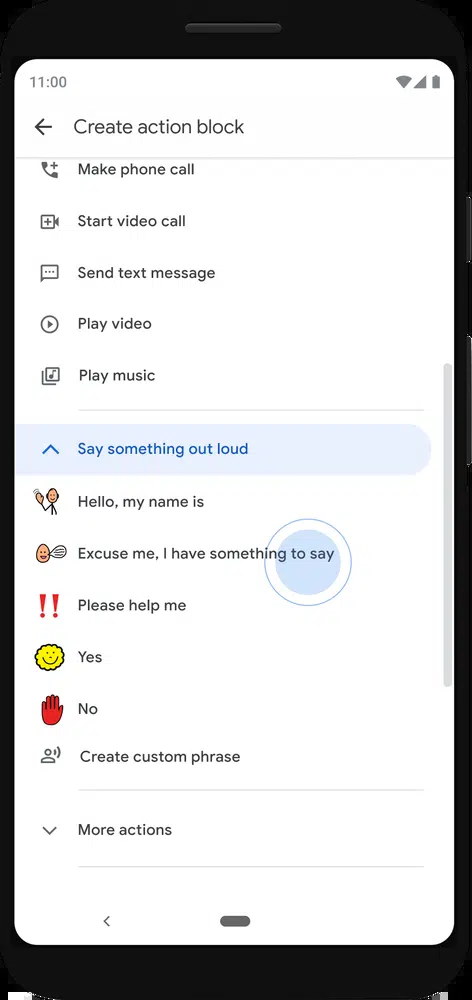 11:00
Create action block
Make phone call
Start video call
Send text message
Play video
Play music
Say something out loud
Hello, my name is
Excuse me, I have something to say
Please help me
Yes
No
Create custom phrase
More actions